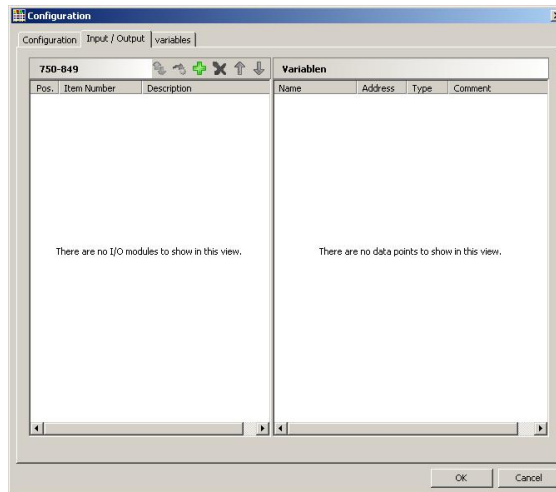 Configuration
Configuration Input / Output variables
750-849
Pos. Item Number Description
There are no I/O modules to show in this view.
Variablen
Name Address Type Comment
There are no data points to show in this view.
OK Cancel